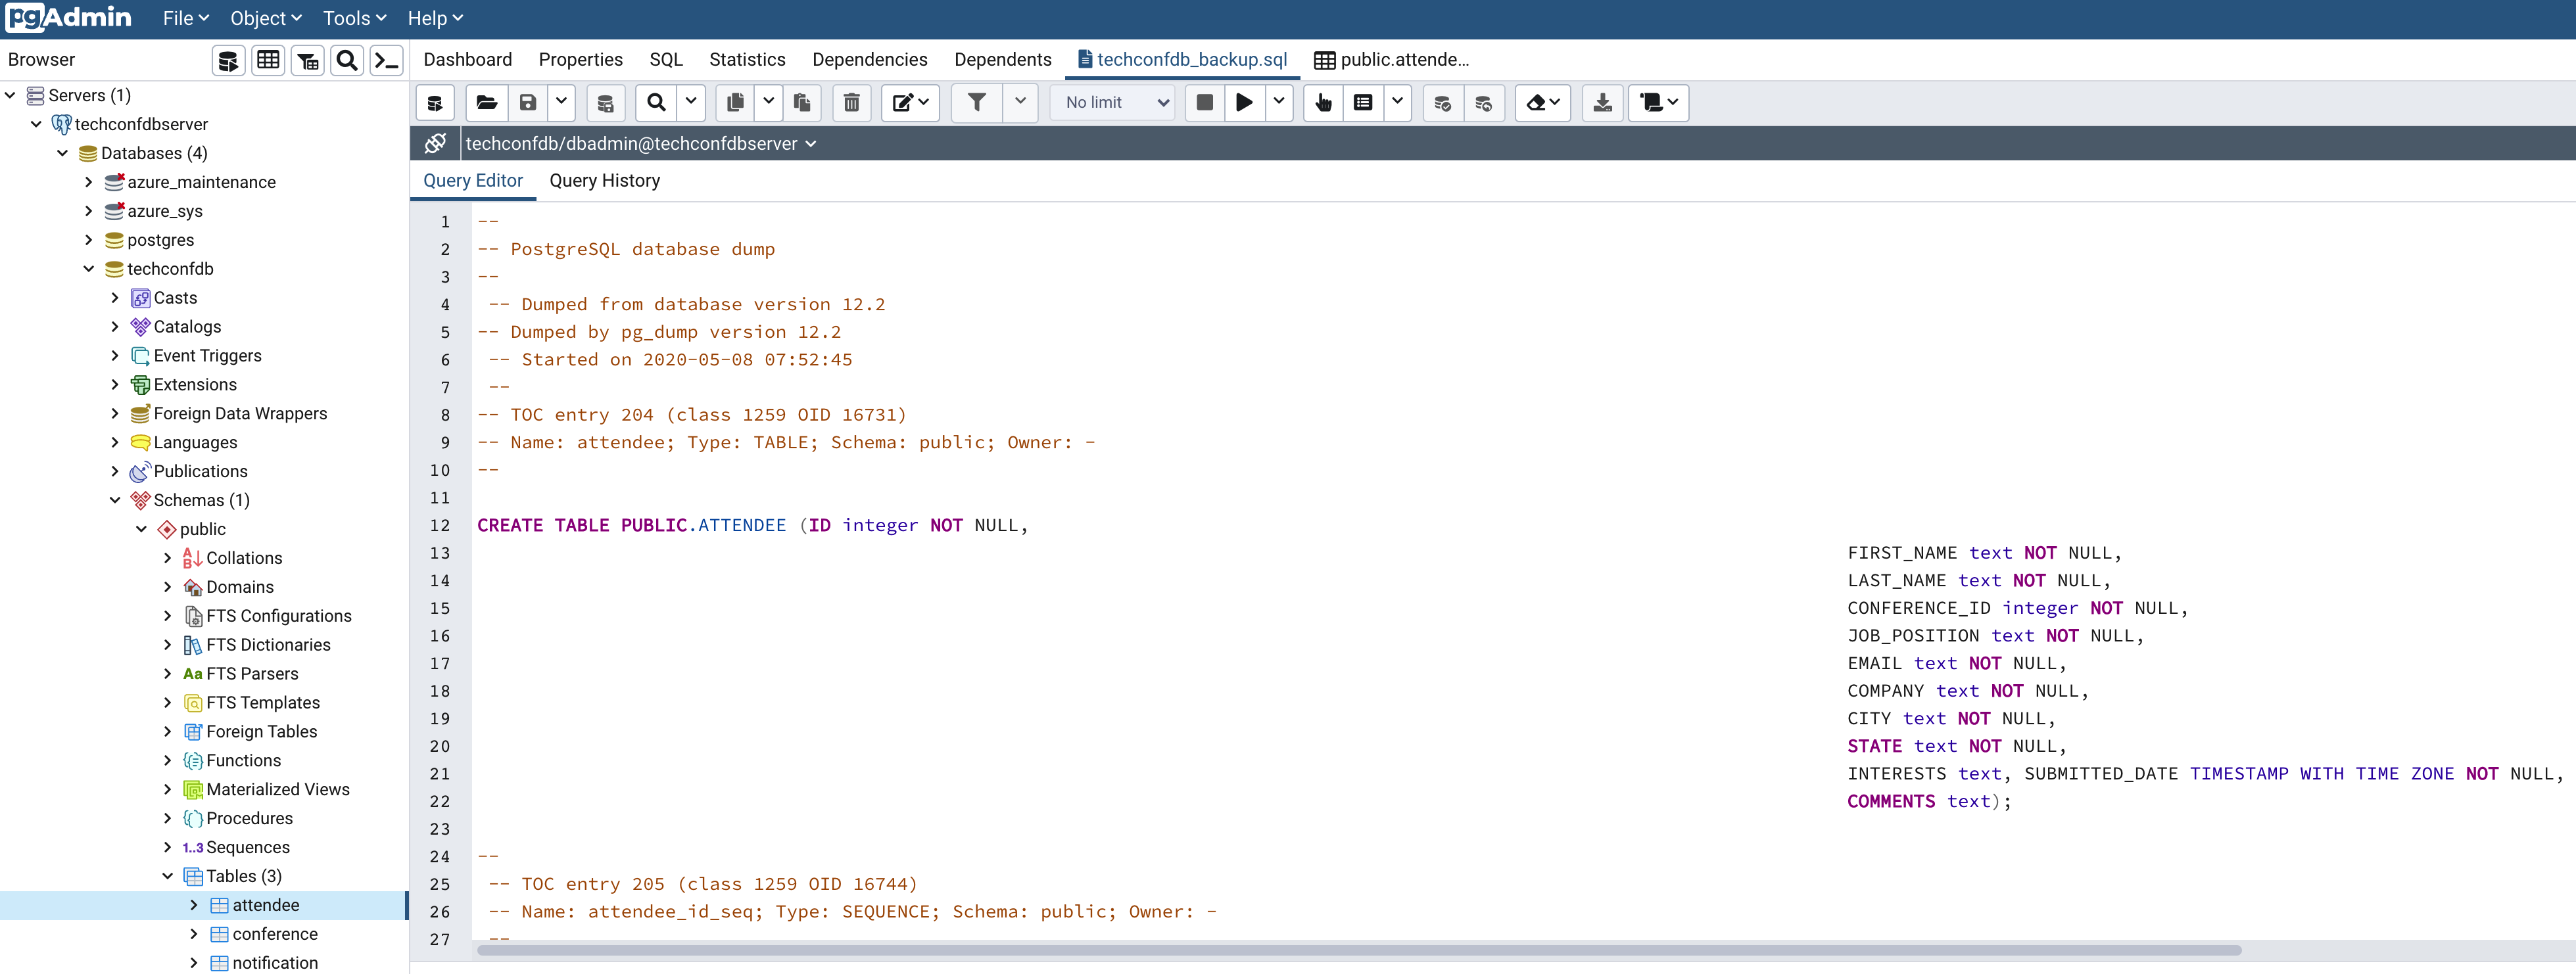 pgAdmin File Object Tools Help
Browser
Dashboard Properties SQL Statistics Dependencies Dependents techconfdb_backup.sql public.attende...
Servers (1)
techconfdbserver
Databases (4)
azure_maintenance
azure_sys
postgres
techconfdb
Casts
Catalogs
Event Triggers
Extensions
Foreign Data Wrappers
Languages
Publications
Schemas (1)
public
Collations
Domains
FTS Configurations
FTS Dictionaries
Aa FTS Parsers
FTS Templates
Foreign Tables
Functions
Materialized Views
Procedures
1..3 Sequences
Tables (3)
attendee
conference
notification
No limit
techconfdb/dbadmin@techconfdbserver
Query Editor Query History
1 --
2 -- PostgreSQL database dump
3 --
4 -- Dumped from database version 12.2
5 -- Dumped by pg_dump version 12.2
6 -- Started on 2020-05-08 07:52:45
7 --
8 -- TOC entry 204 (class 1259 OID 16731)
9 -- Name: attendee; Type: TABLE; Schema: public; Owner: -
10 --
11
12 CREATE TABLE PUBLIC.ATTENDEE (ID integer NOT NULL,
13 FIRST_NAME text NOT NULL,
14 LAST_NAME text NOT NULL,
15 CONFERENCE_ID integer NOT NULL,
16 JOB_POSITION text NOT NULL,
17 EMAIL text NOT NULL,
18 COMPANY text NOT NULL,
19 CITY text NOT NULL,
20 STATE text NOT NULL,
21 INTERESTS text, SUBMITTED_DATE TIMESTAMP WITH TIME ZONE NOT NULL,
22 COMMENTS text);
23
24 --
25 -- TOC entry 205 (class 1259 OID 16744)
26 -- Name: attendee_id_seq; Type: SEQUENCE; Schema: public; Owner: -
27 --